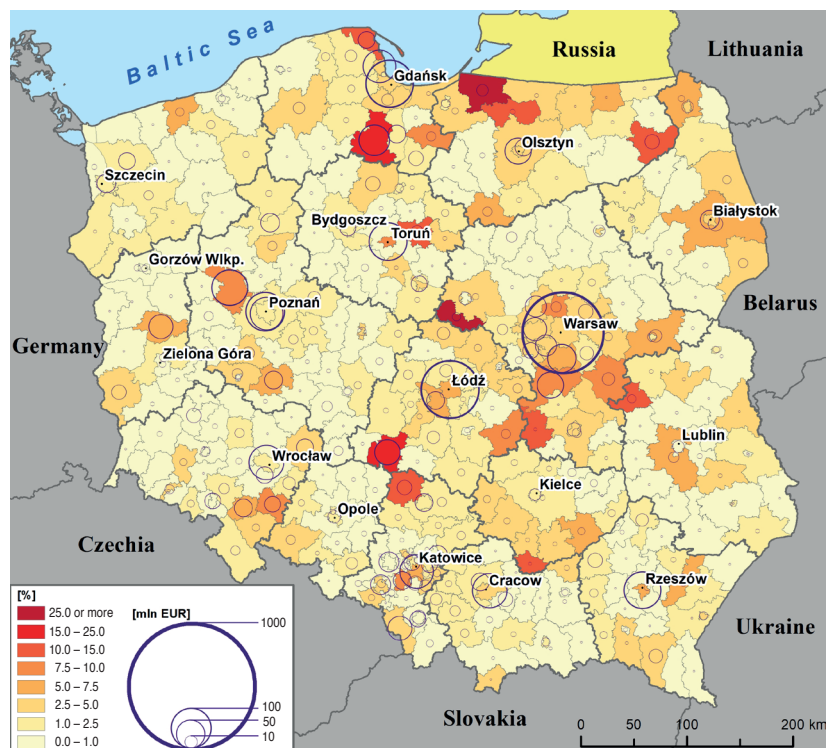 Baltic Sea
Russia
Lithuania
Gdańsk
Olsztyn
Szczecin
Białystok
Bydgoszcz
Toruń
Gorzów Wlkp.
Poznań
Belarus
Warsaw
Germany
Zielona Góra
Łódź
Lublin
Wrocław
Kielce
Opole
Czechia
Katowice
Cracow
Rzeszów
Ukraine
Slovakia
[%]
[mln EUR]
25.0 or more
15.0 – 25.0
10.0 – 15.0
7.5 – 10.0
5.0 – 7.5
2.5 – 5.0
1.0 – 2.5
0.0 – 1.0
1000
100
50
10
0 50 100 200 km